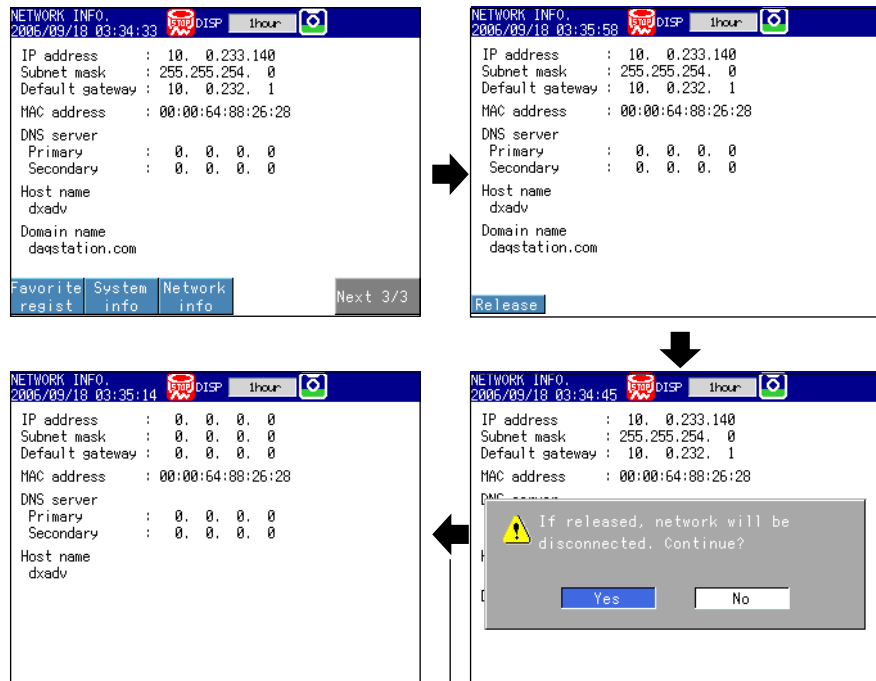 NETWORK INFO.
2006/09/18 03:34:33 STOP DISP 1hour
IP address : 10. 0.233.140
Subnet mask : 255.255.254. 0
Default gateway : 10. 0.232. 1
MAC address : 00:00:64:88:26:28
DNS server
Primary : 0. 0. 0. 0
Secondary : 0. 0. 0. 0
Host name
dxadv
Domain name
daqstation.com
Favorite regist System info Network info Next 3/3
NETWORK INFO.
2006/09/18 03:35:58 STOP DISP 1hour
IP address : 10. 0.233.140
Subnet mask : 255.255.254. 0
Default gateway : 10. 0.232. 1
MAC address : 00:00:64:88:26:28
DNS server
Primary : 0. 0. 0. 0
Secondary : 0. 0. 0. 0
Host name
dxadv
Domain name
daqstation.com
Release
NETWORK INFO.
2006/09/18 03:34:45 STOP DISP 1hour
IP address : 10. 0.233.140
Subnet mask : 255.255.254. 0
Default gateway : 10. 0.232. 1
MAC address : 00:00:64:88:26:28
If released, network will be
disconnected. Continue?
Yes No
NETWORK INFO.
2006/09/18 03:35:14 STOP DISP 1hour
IP address : 0. 0. 0. 0
Subnet mask : 0. 0. 0. 0
Default gateway : 0. 0. 0. 0
MAC address : 00:00:64:88:26:28
DNS server
Primary : 0. 0. 0. 0
Secondary : 0. 0. 0. 0
Host name
dxadv